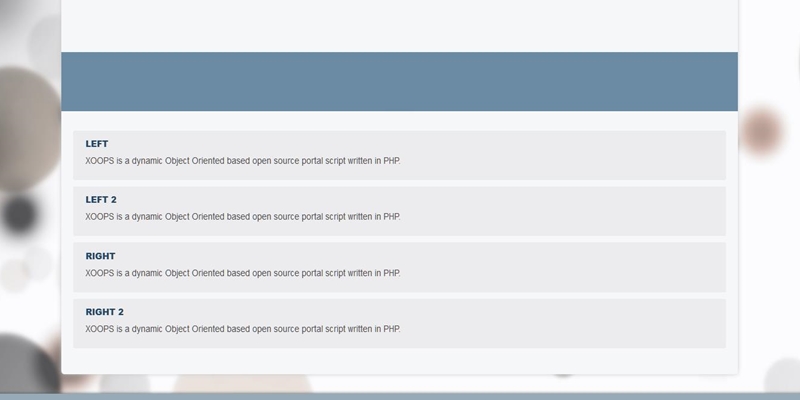 LEFT
XOOPS is a dynamic Object Oriented based open source portal script written in PHP.
LEFT 2
XOOPS is a dynamic Object Oriented based open source portal script written in PHP.
RIGHT
XOOPS is a dynamic Object Oriented based open source portal script written in PHP.
RIGHT 2
XOOPS is a dynamic Object Oriented based open source portal script written in PHP.